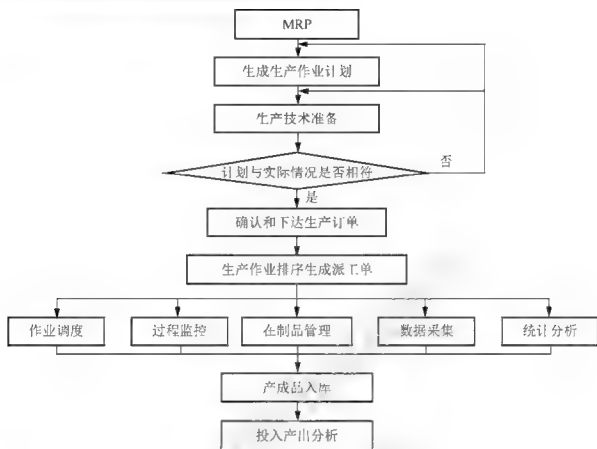 MRP
生成生产作业计划
生产技术准备
计划与实际情况是否相符
否
是
确认和下达生产订单
生产作业排序生成派工单
作业调度
过程监控
在制品管理
数据采集
统计分析
产成品入库
投入产出分析